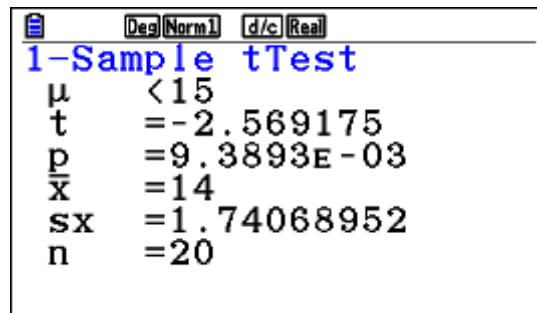 Deg Norm1 d/c Real
1-Sample tTest
μ <15
t =-2.569175
p =9.3893E-03
x̄ =14
sx =1.74068952
n =20